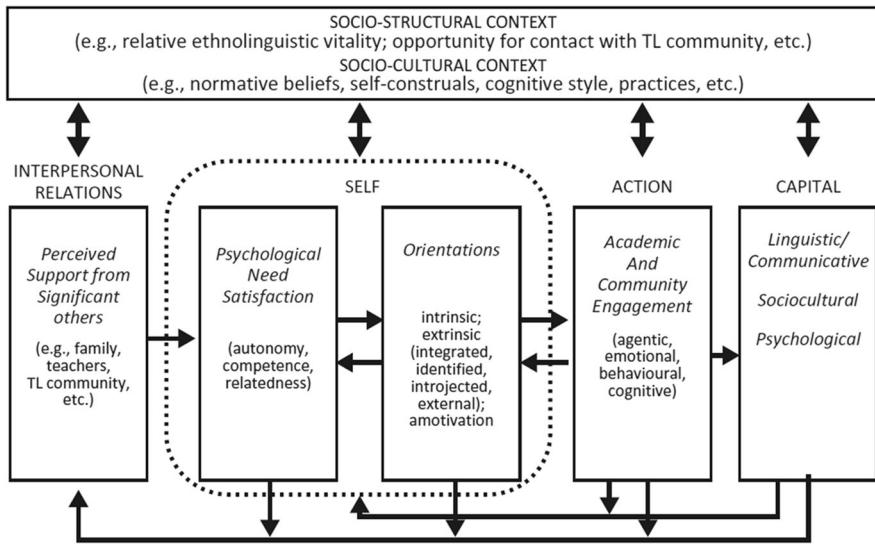 SOCIO-STRUCTURAL CONTEXT
(e.g., relative ethnolinguistic vitality; opportunity for contact with TL community, etc.)
SOCIO-CULTURAL CONTEXT
(e.g., normative beliefs, self-construals, cognitive style, practices, etc.)
INTERPERSONAL
RELATIONS
SELF
ACTION
CAPITAL
Perceived
Support from
Significant
others
(e.g., family,
teachers,
TL community,
etc.)
Psychological
Need
Satisfaction
(autonomy,
competence,
relatedness)
Orientations
intrinsic;
extrinsic
(integrated,
identified,
introjected,
external);
amotivation
Academic
And
Community
Engagement
(agentic,
emotional,
behavioural,
cognitive)
Linguistic/
Communicative
Sociocultural
Psychological